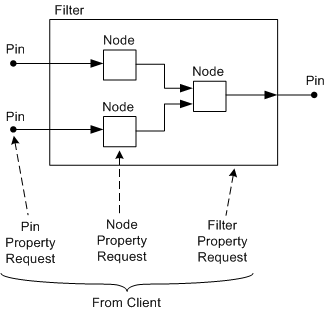 Filter
Pin
Node
Node
Pin
Pin
Node
Pin
Property
Request
Node
Property
Request
Filter
Property
Request
From Client